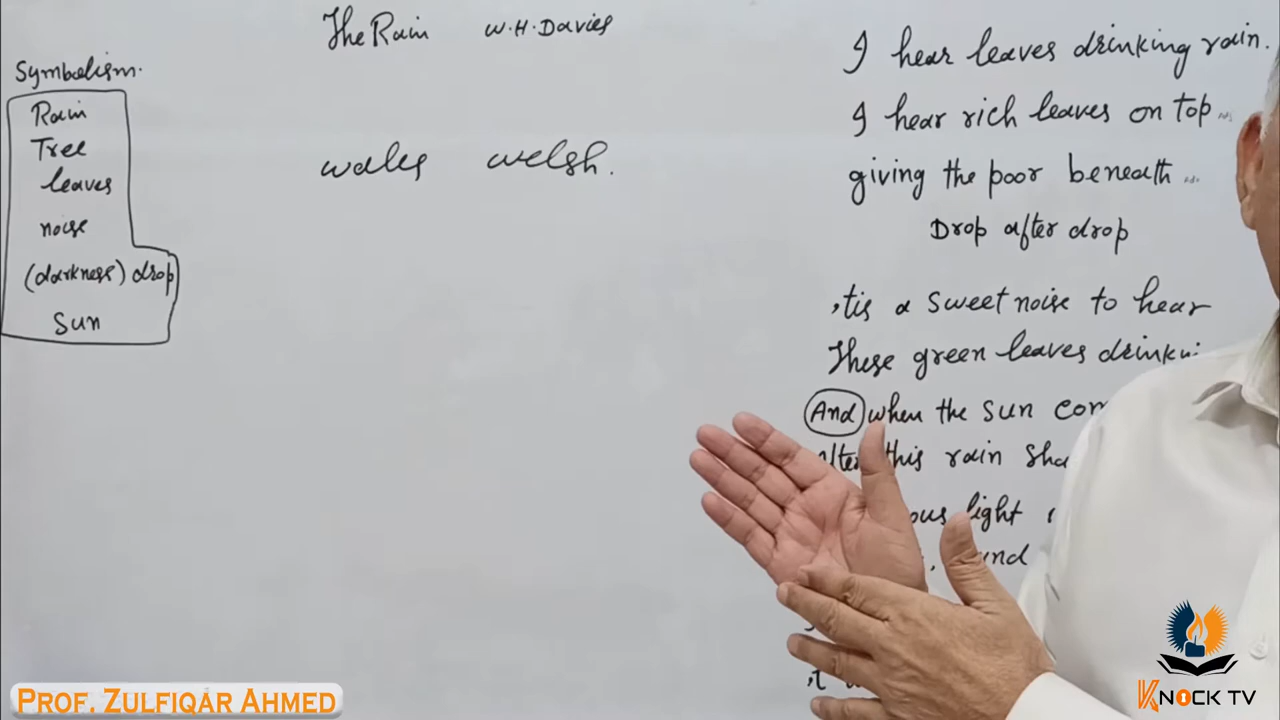 The Rain W.H.Davies
Symbolism.
Rain
Tree
leaves
noise
(darkness) drop
Sun
wales welsh.
I hear leaves drinking rain.
I hear rich leaves on top
giving the poor beneath
Drop after drop
,tis a sweet noise to hear
These green leaves
And when the sun
this rain
light
PROF. ZULFIQAR AHMED
KNOCK TV